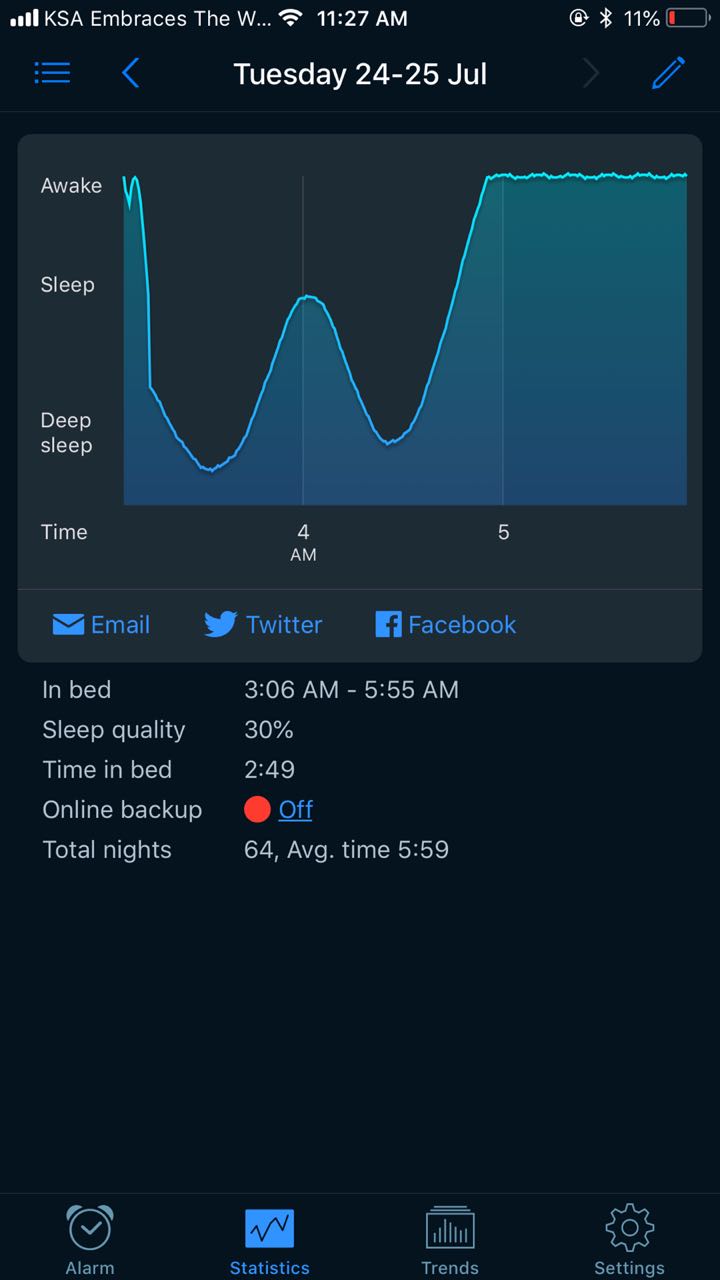 KSA Embraces The W... 11:27 AM 11%
Tuesday 24-25 Jul
Awake
Sleep
Deep
sleep
Time 4 5
AM
Email Twitter Facebook
In bed 3:06 AM - 5:55 AM
Sleep quality 30%
Time in bed 2:49
Online backup Off
Total nights 64, Avg. time 5:59
Alarm Statistics Trends Settings